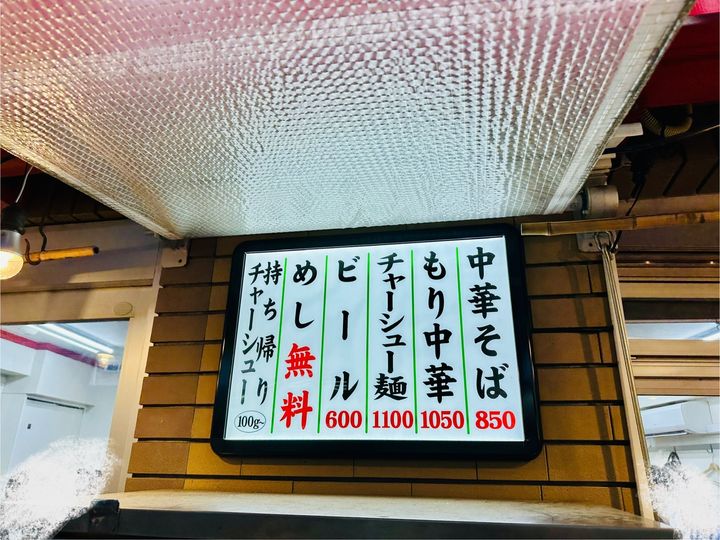 中華そば 850
もり中華 1050
チャーシュー麺 1100
ビール 600
めし無料
持ち帰り
チャーシュー 100g~